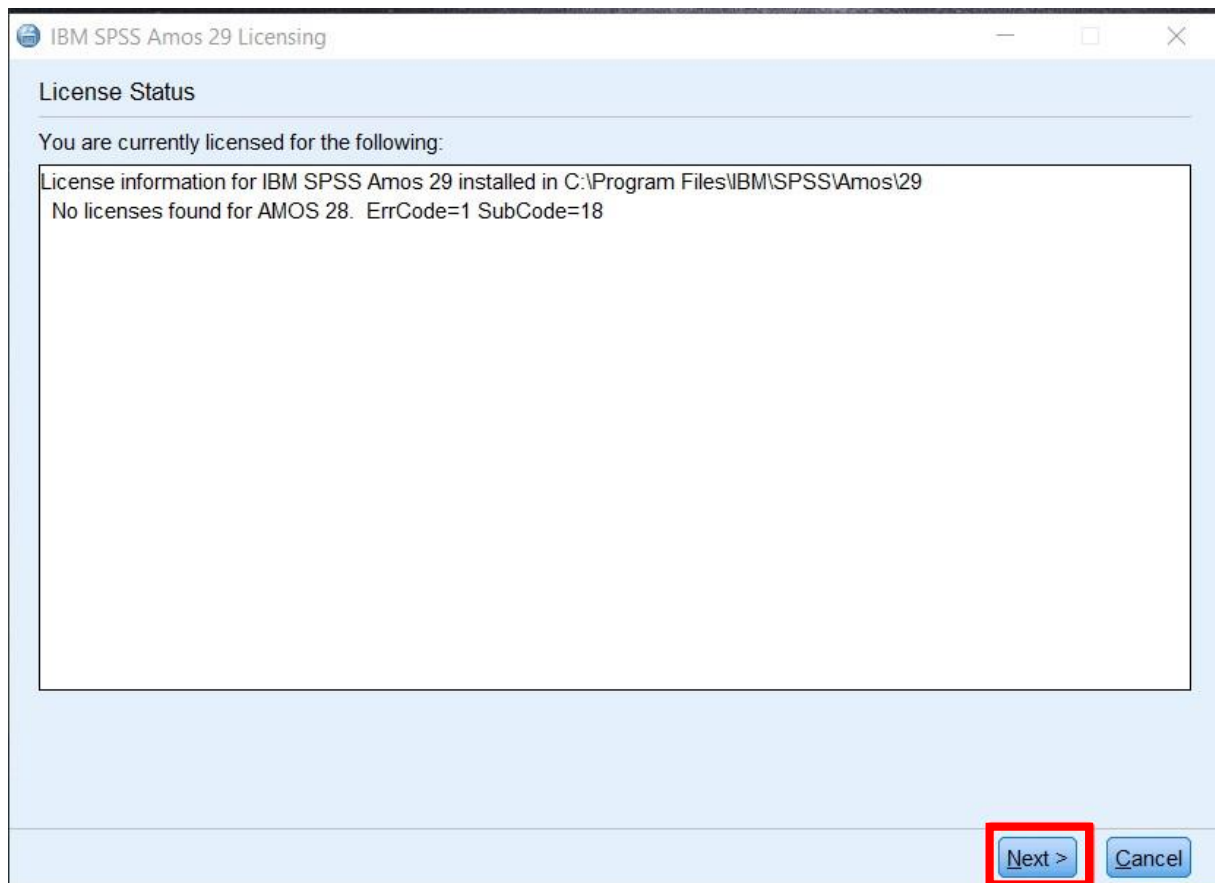 IBM SPSS Amos 29 Licensing
License Status
You are currently licensed for the following:
License information for IBM SPSS Amos 29 installed in C:\Program Files\IBM\SPSS\Amos\29
No licenses found for AMOS 28.  ErrCode=1 SubCode=18
Next >
Cancel